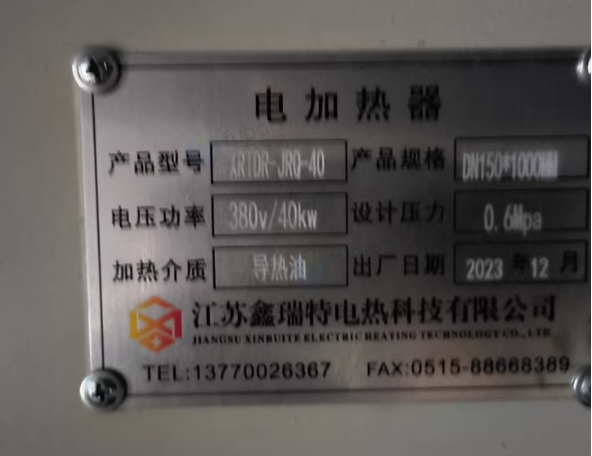 电加热器
产品型号 XRTDR-JRQ-40 产品规格 DN150*1000MM
电压功率 380v/40kw 设计压力 0.6Mpa
加热介质 导热油 出厂日期 2023 年 12 月
江苏鑫瑞特电热科技有限公司
JIANGSU XINRUITE ELECTRIC HEATING TECHNOLOGY CO., LTD
TEL:13770026367 FAX:0515-88668389